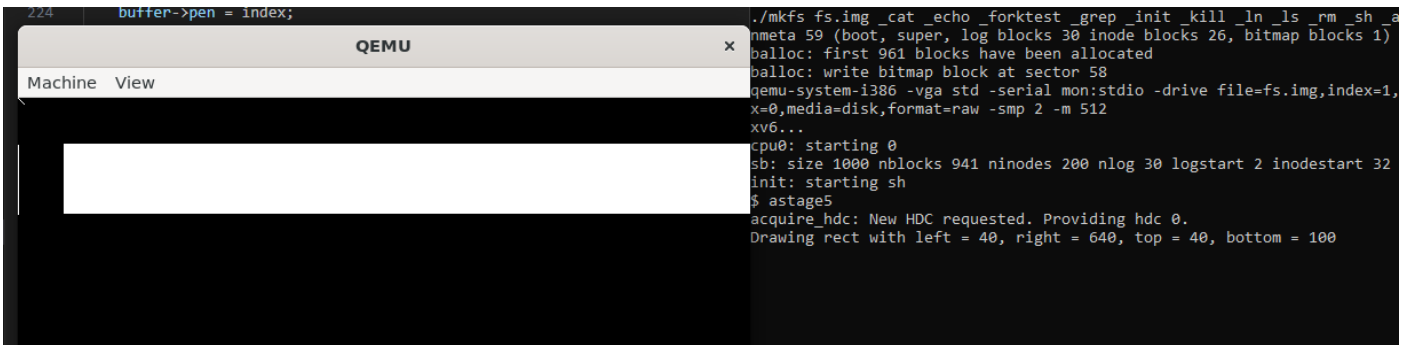 224 buffer->pen = index;
QEMU ×
Machine View
./mkfs fs.img _cat _echo _forktest _grep _init _kill _ln _ls _rm _sh _a
nmeta 59 (boot, super, log blocks 30 inode blocks 26, bitmap blocks 1)
balloc: first 961 blocks have been allocated
balloc: write bitmap block at sector 58
qemu-system-i386 -vga std -serial mon:stdio -drive file=fs.img,index=1,
x=0,media=disk,format=raw -smp 2 -m 512
xv6...
cpu0: starting 0
sb: size 1000 nblocks 941 ninodes 200 nlog 30 logstart 2 inodestart 32
init: starting sh
$ astage5
acquire_hdc: New HDC requested. Providing hdc 0.
Drawing rect with left = 40, right = 640, top = 40, bottom = 100